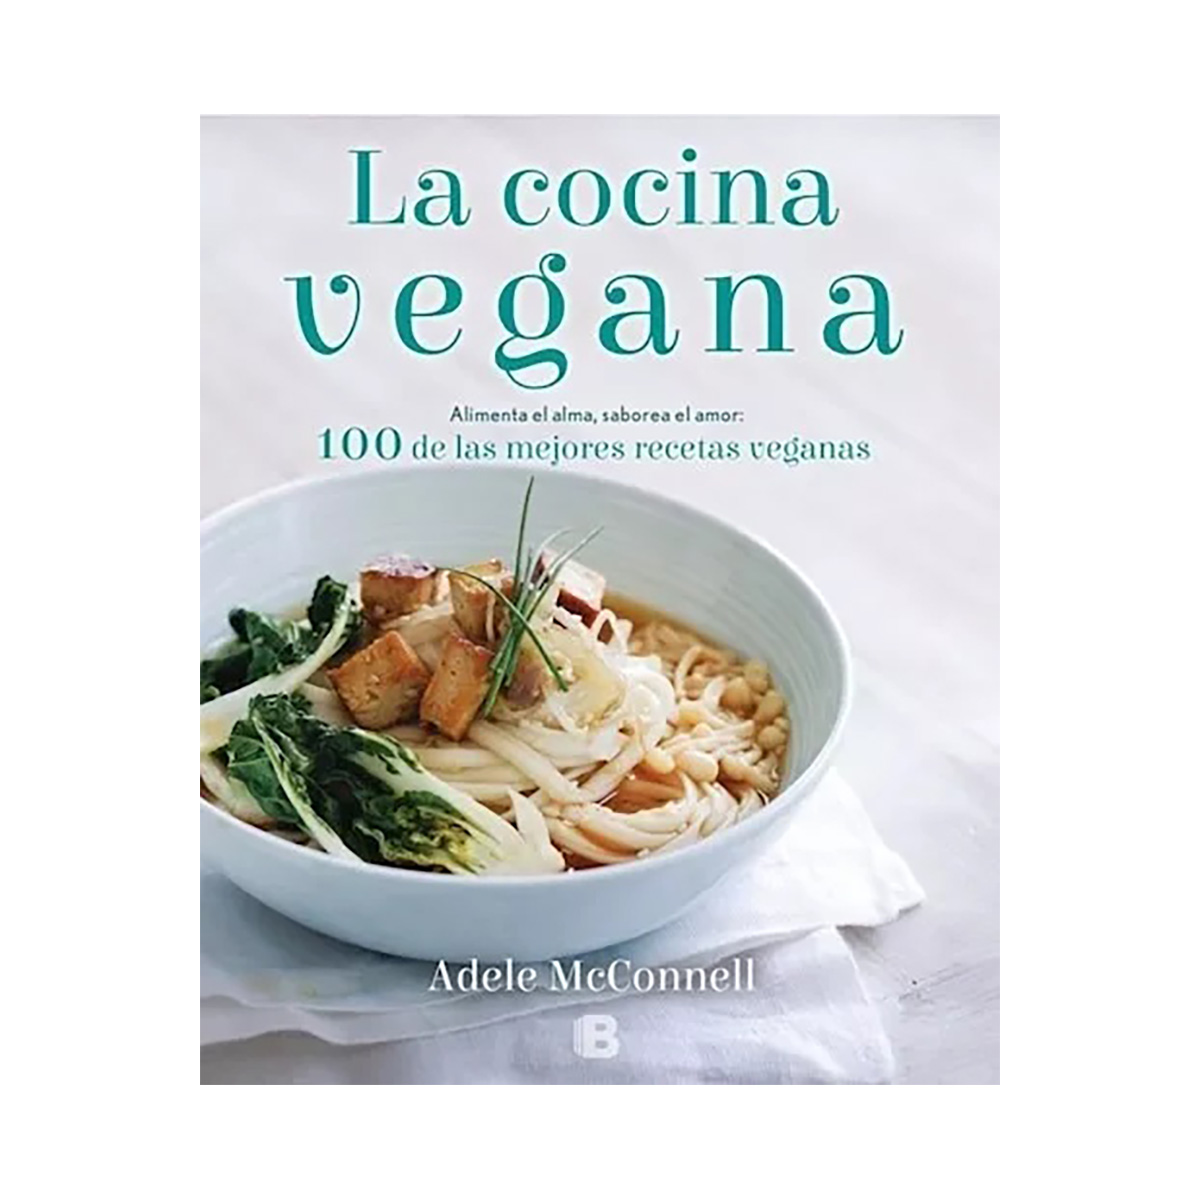 La cocina
vegana
Alimenta el alma, saborea el amor:
100 de las mejores recetas veganas
Adele McConnell
B